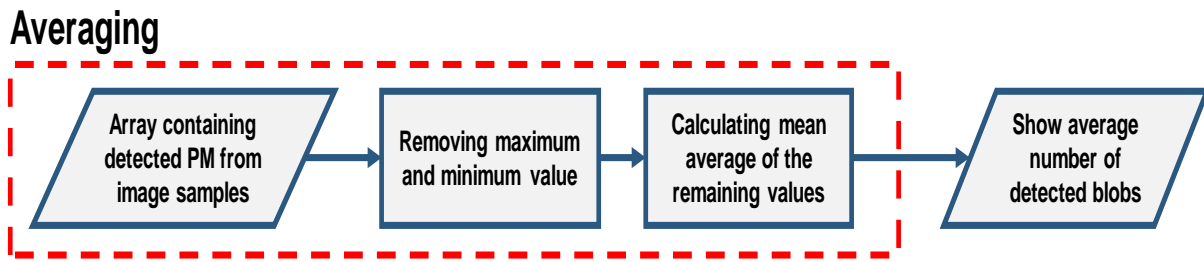 Averaging
Array containing
detected PM from
image samples
Removing maximum
and minimum value
Calculating mean
average of the
remaining values
Show average
number of
detected blobs